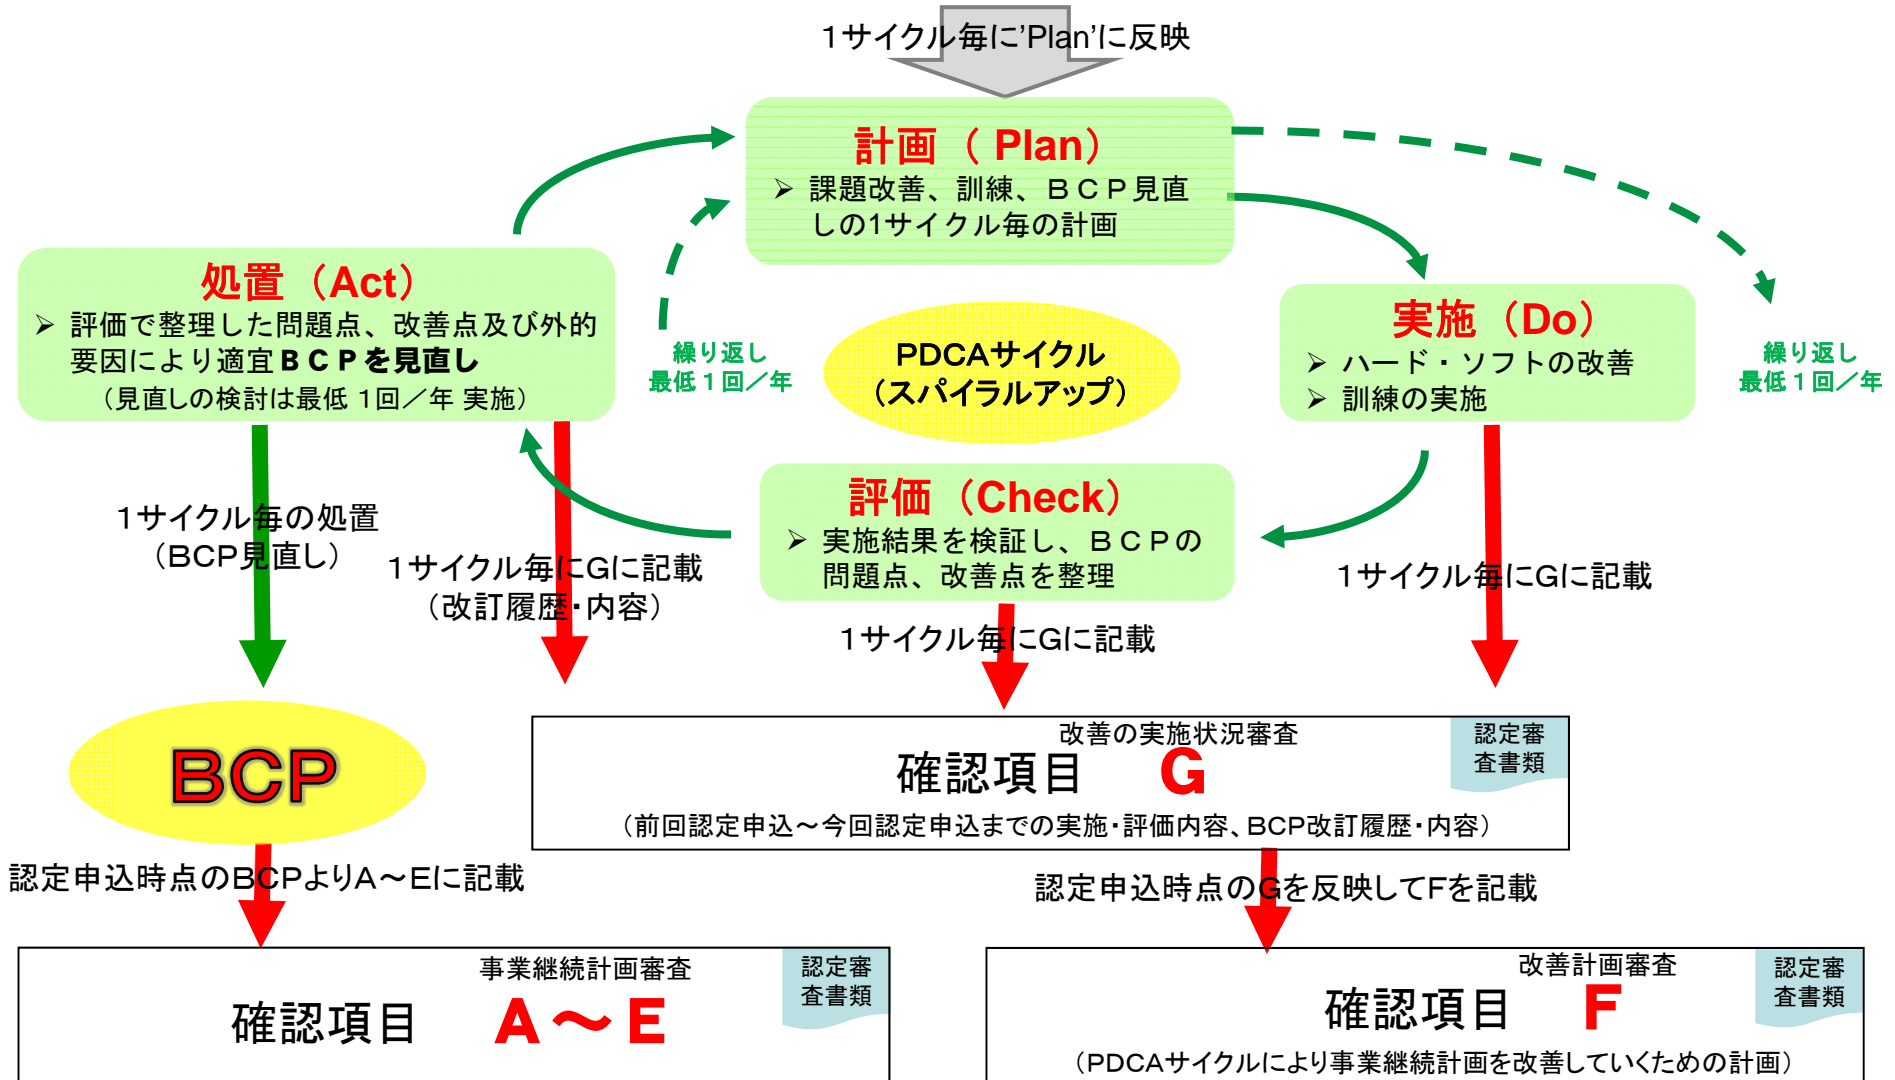 1サイクル毎に’Plan’に反映
計画（ Plan）
➢ 課題改善、訓練、ＢＣＰ見直
しの1サイクル毎の計画
処置（Act）
➢ 評価で整理した問題点、改善点及び外的
要因により適宜ＢＣＰを見直し
（見直しの検討は最低 1回／年 実施）
繰り返し
最低１回／年
PDCAサイクル
（スパイラルアップ）
実施（Do）
➢ ハード・ソフトの改善
➢ 訓練の実施
繰り返し
最低１回／年
評価（Check）
➢ 実施結果を検証し、ＢＣＰの
問題点、改善点を整理
1サイクル毎の処置
（BCP見直し）
1サイクル毎にGに記載
（改訂履歴・内容）
1サイクル毎にGに記載
1サイクル毎にGに記載
BCP
改善の実施状況審査
確認項目 G
認定審
査書類
（前回認定申込～今回認定申込までの実施・評価内容、BCP改訂履歴・内容）
認定申込時点のBCPよりA～Eに記載
認定申込時点のGを反映してFを記載
事業継続計画審査
確認項目 A～E
認定審
査書類
改善計画審査
確認項目 F
認定審
査書類
（PDCAサイクルにより事業継続計画を改善していくための計画）